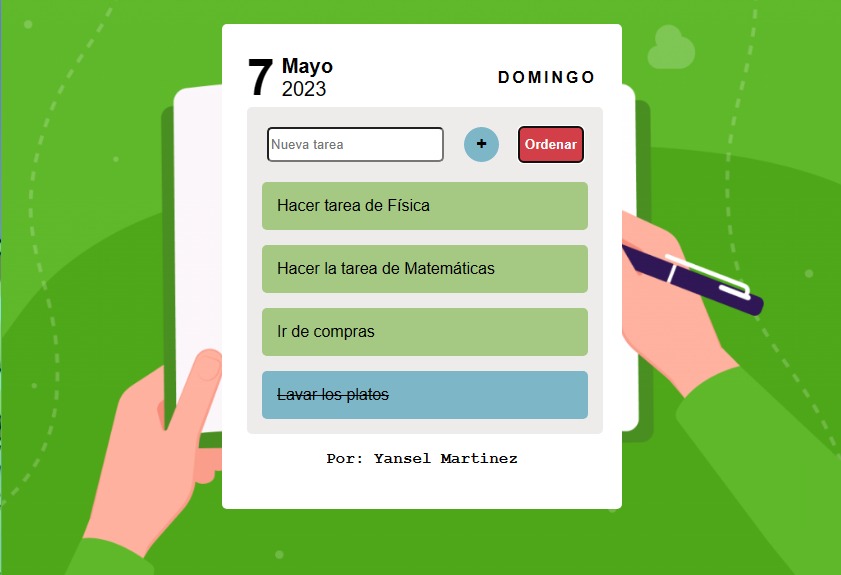 7 Mayo
2023
DOMINGO
Nueva tarea + Ordenar
Hacer tarea de Física
Hacer la tarea de Matemáticas
Ir de compras
Lavar los platos
Por: Yansel Martinez